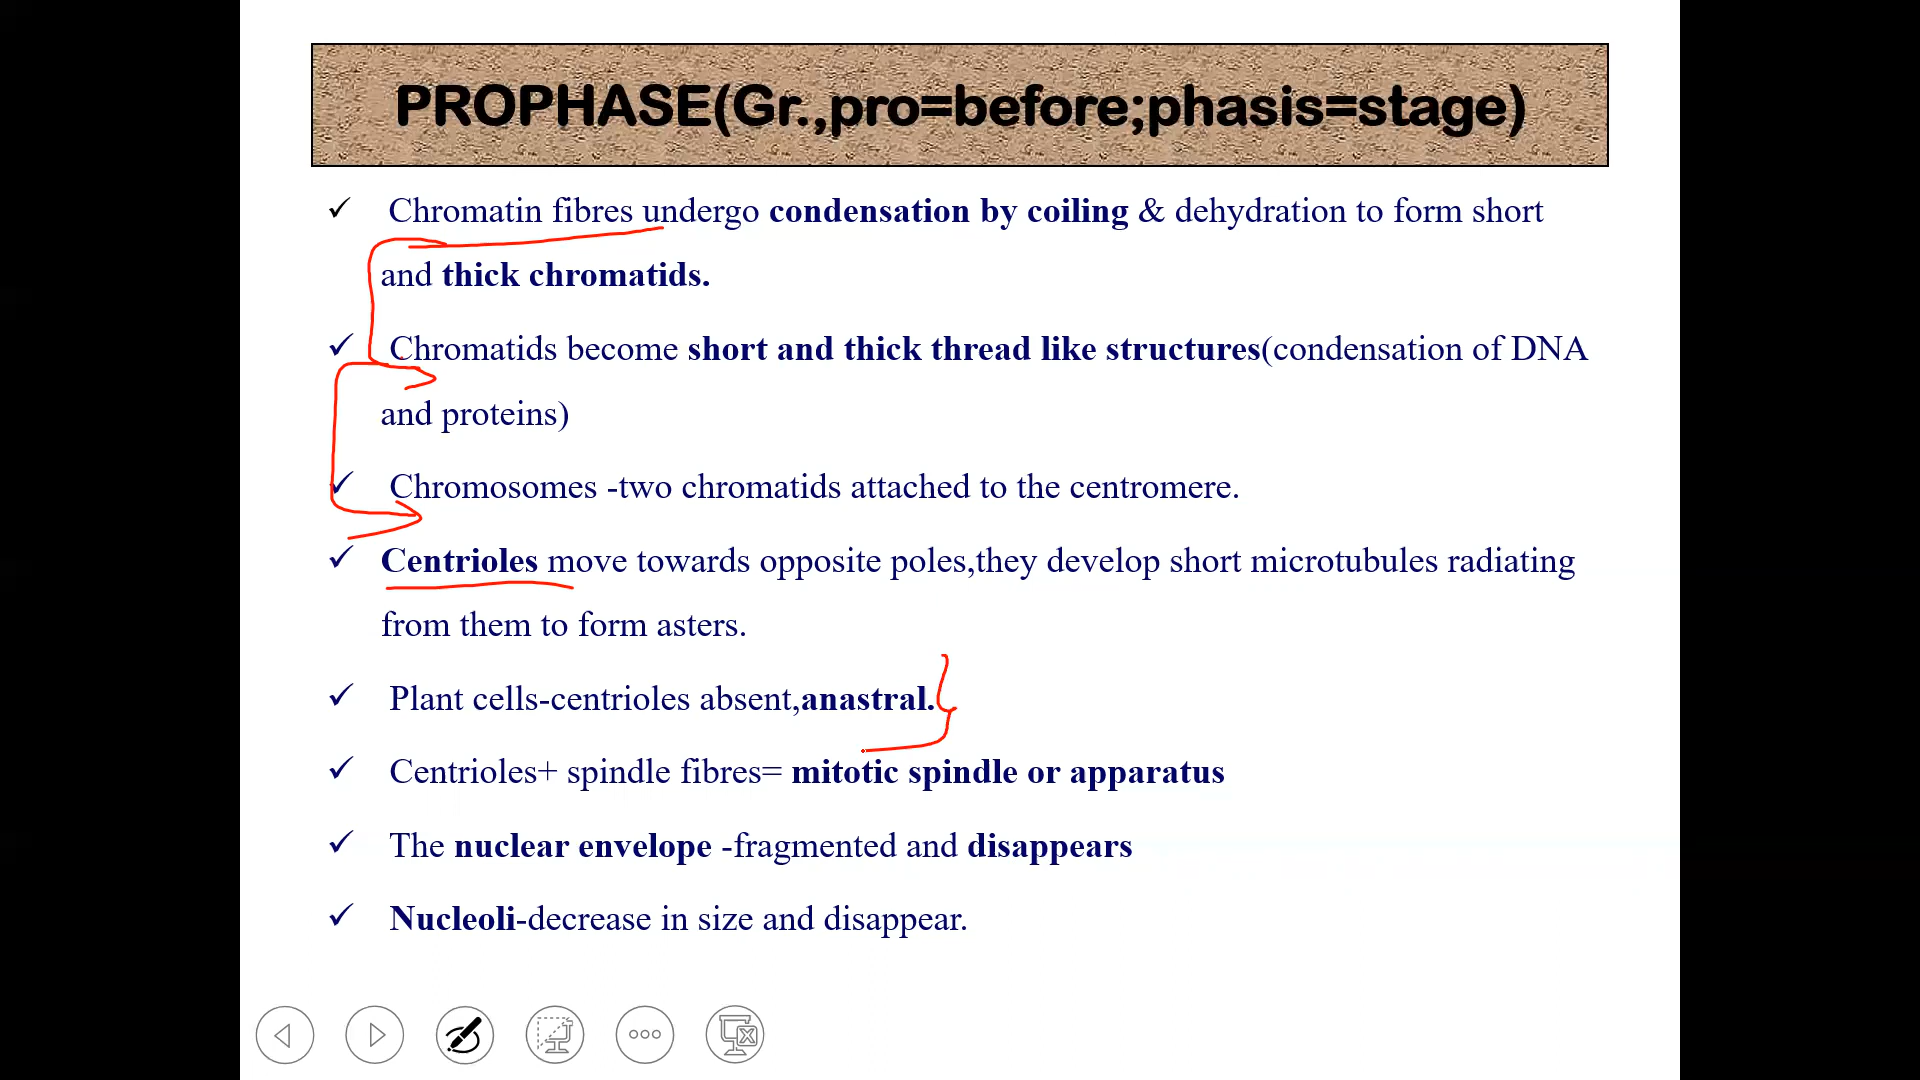 PROPHASE(Gr.,pro=before;phasis=stage)
✓ Chromatin fibres undergo condensation by coiling & dehydration to form short
and thick chromatids.
✓ Chromatids become short and thick thread like structures(condensation of DNA
and proteins)
✓ Chromosomes -two chromatids attached to the centromere.
✓ Centrioles move towards opposite poles,they develop short microtubules radiating
from them to form asters.
✓ Plant cells-centrioles absent,anastral.
✓ Centrioles+ spindle fibres= mitotic spindle or apparatus
✓ The nuclear envelope -fragmented and disappears
✓ Nucleoli-decrease in size and disappear.